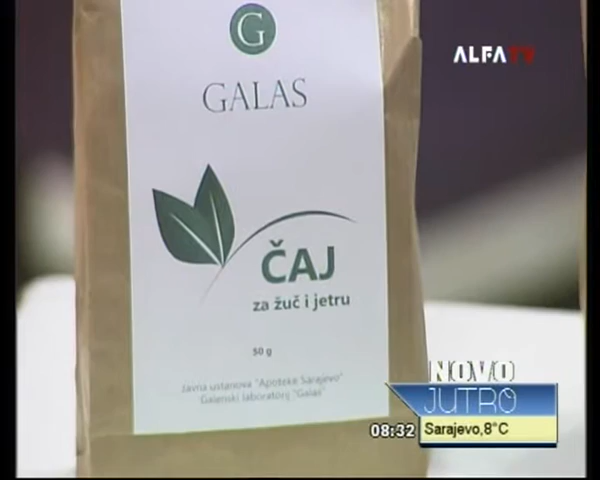 G
ALFA TV
GALAS
ČAJ
za žuč i jetru
50 g
Javna ustanova "Apoteke Sarajevo"
Galenski laboratorij "Galas"
NOVO
JUTRO
08:32 Sarajevo,8°C